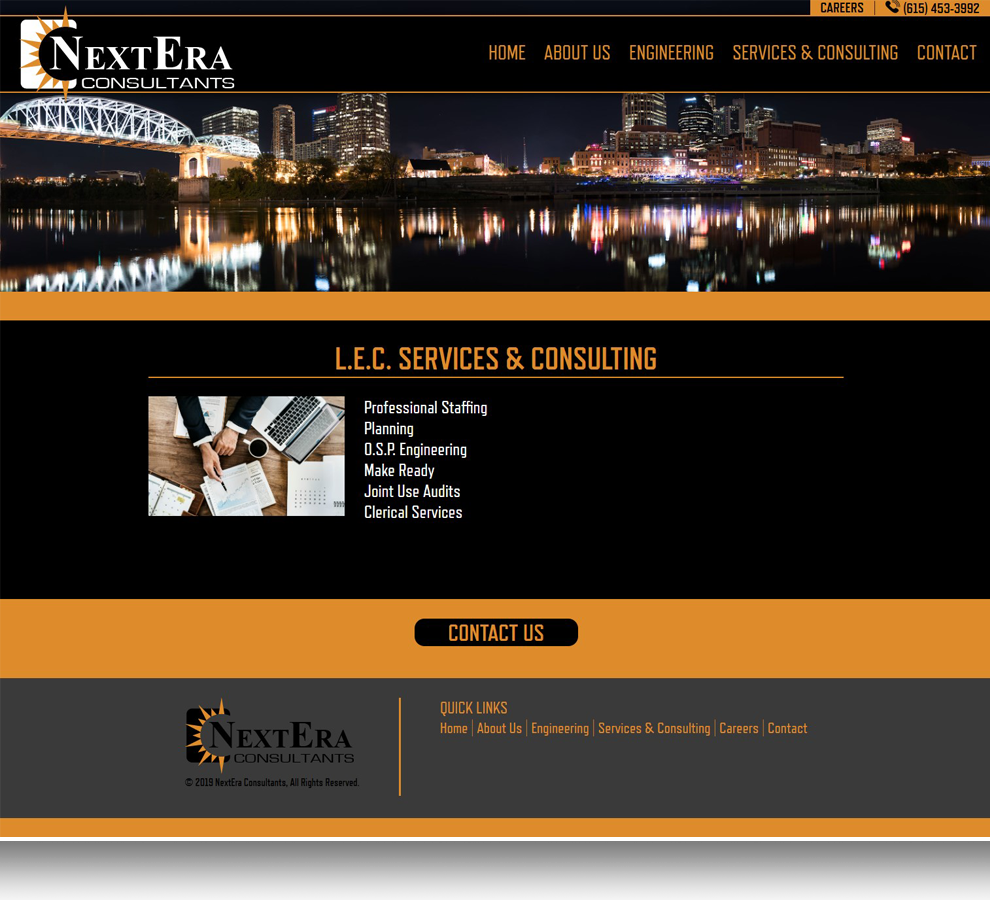 CAREERS (615) 453-3992
NEXTERA
CONSULTANTS
HOME ABOUT US ENGINEERING SERVICES & CONSULTING CONTACT
L.E.C. SERVICES & CONSULTING
Professional Staffing
Planning
O.S.P. Engineering
Make Ready
Joint Use Audits
Clerical Services
CONTACT US
NEXTERA
CONSULTANTS
© 2019 NextEra Consultants, All Rights Reserved.
QUICK LINKS
Home | About Us | Engineering | Services & Consulting | Careers | Contact